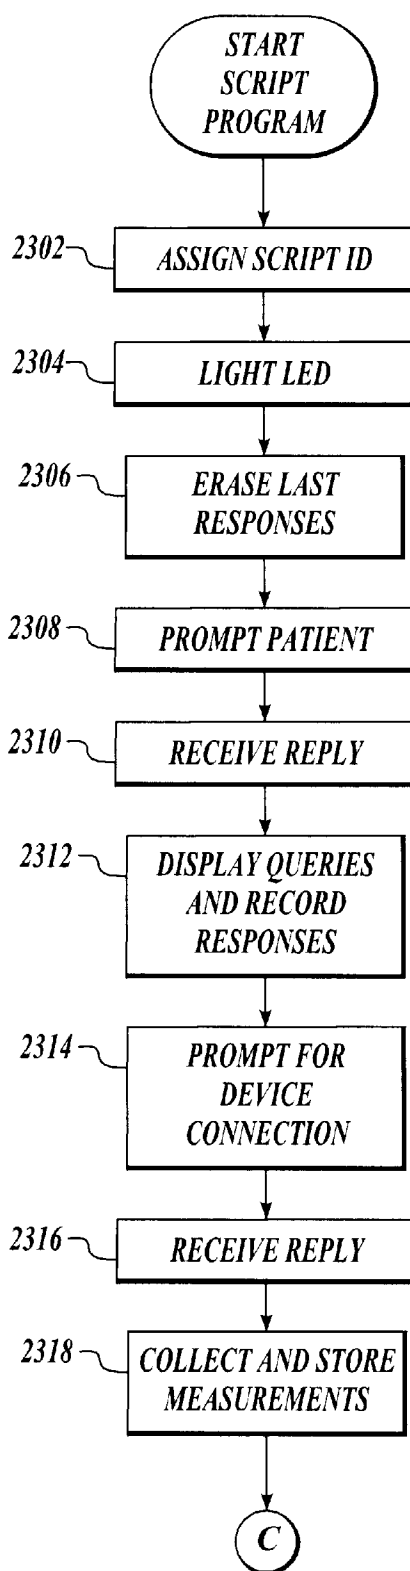 START
SCRIPT
PROGRAM
2302
ASSIGN SCRIPT ID
2304
LIGHT LED
2306
ERASE LAST
RESPONSES
2308
PROMPT PATIENT
2310
RECEIVE REPLY
2312
DISPLAY QUERIES
AND RECORD
RESPONSES
2314
PROMPT FOR
DEVICE
CONNECTION
2316
RECEIVE REPLY
2318
COLLECT AND STORE
MEASUREMENTS
C